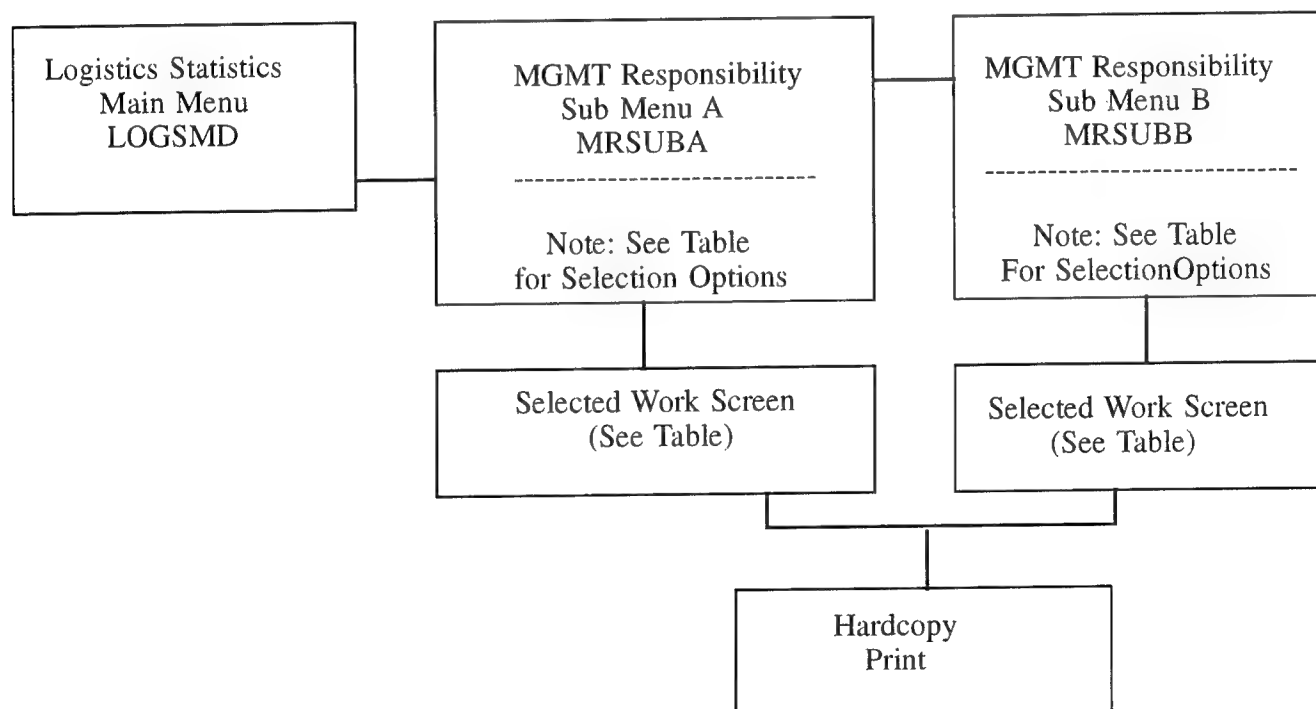 Logistics Statistics
Main Menu
LOGSMD
MGMT Responsibility
Sub Menu A
MRSUBA
------------------------------
Note: See Table
for Selection Options
MGMT Responsibility
Sub Menu B
MRSUBB
------------------------------
Note: See Table
For SelectionOptions
Selected Work Screen
(See Table)
Selected Work Screen
(See Table)
Hardcopy
Print